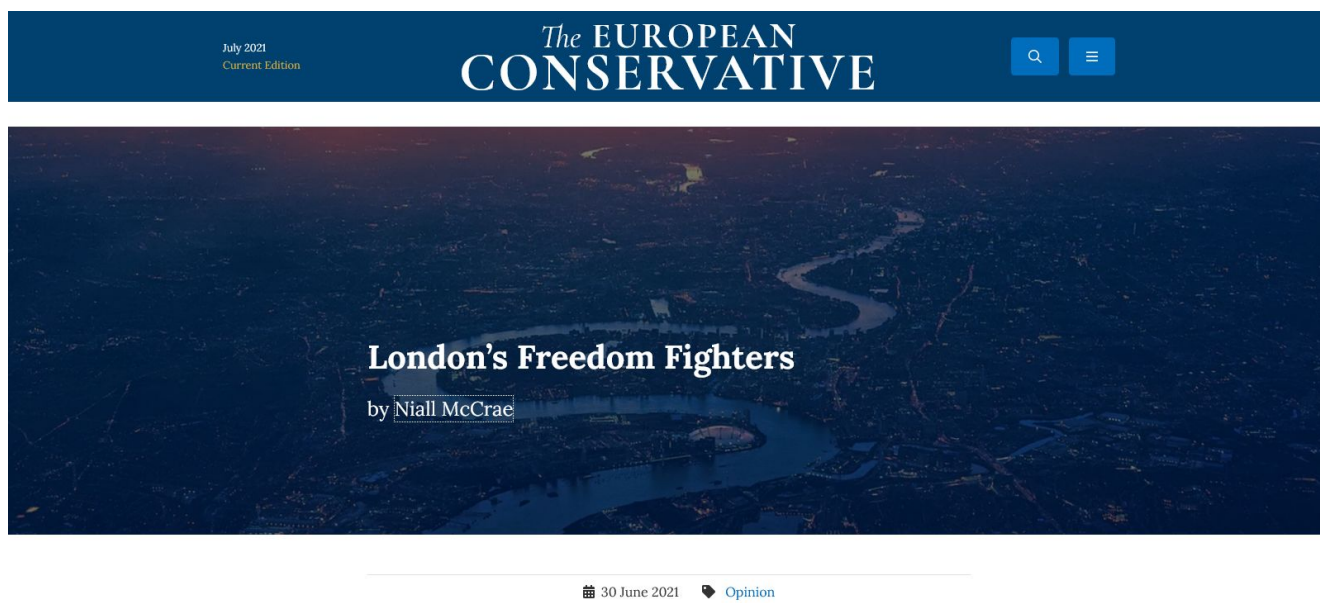 July 2021
Current Edition
The EUROPEAN
CONSERVATIVE
London’s Freedom Fighters
by Niall McCrae
30 June 2021 Opinion